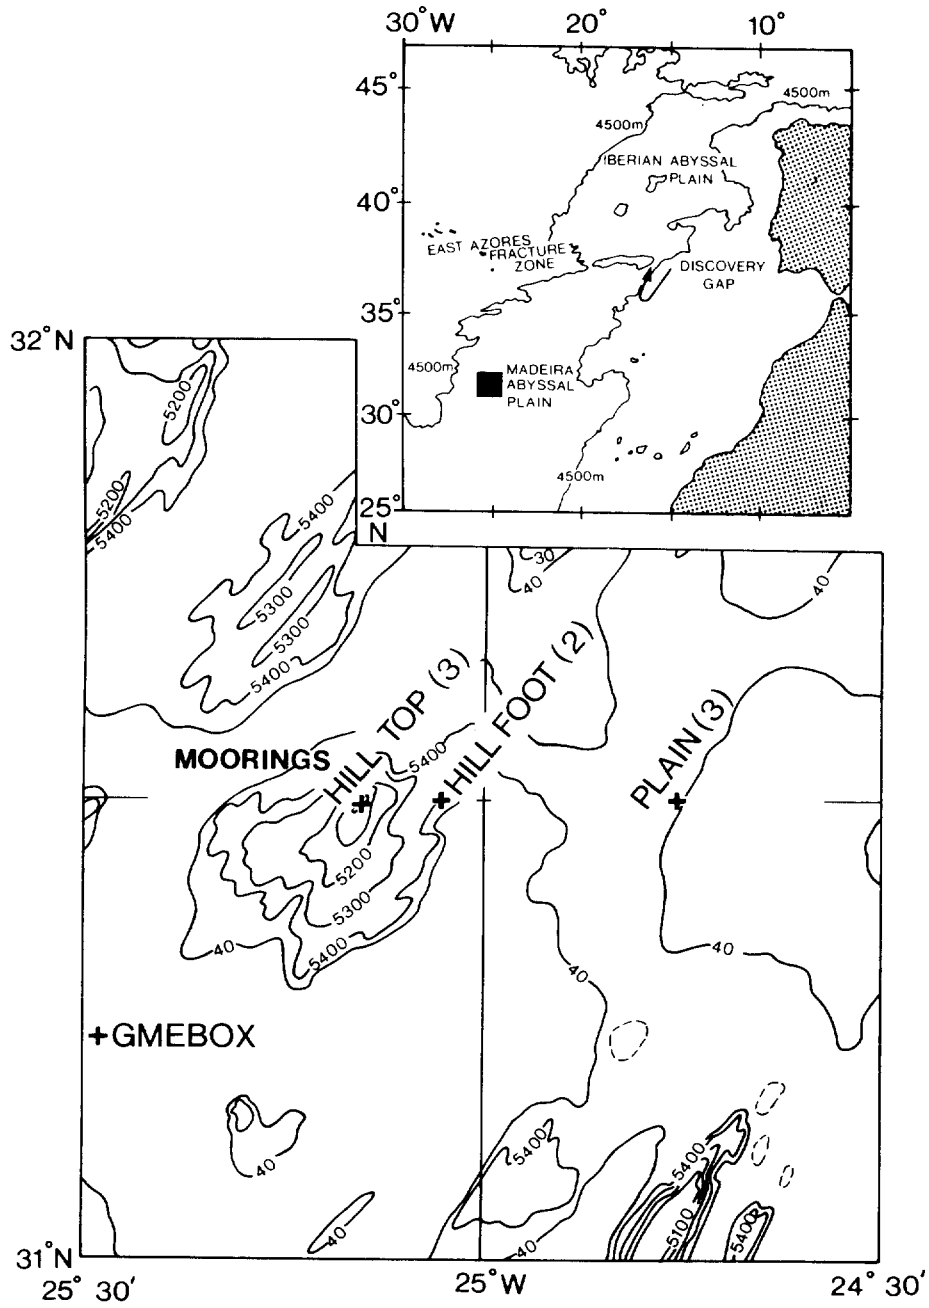 30°W
20°
10°
45°
4500m
4500m
IBERIAN ABYSSAL
PLAIN
40°
EAST AZORES
FRACTURE
ZONE
DISCOVERY
GAP
35°
32°N
4500m
MADEIRA
ABYSSAL
PLAIN
30°
4500m
25°
N
5200
5200
5400
5400
5300
5300
5400
30
40
40
MOORINGS
HILL TOP (3)
5400
HILL FOOT (2)
PLAIN (3)
5200
5300
5400
40
40
40
+GMEBOX
40
40
5400
40
5400
5100
5400
31°N
25°30'
25°W
24°30'